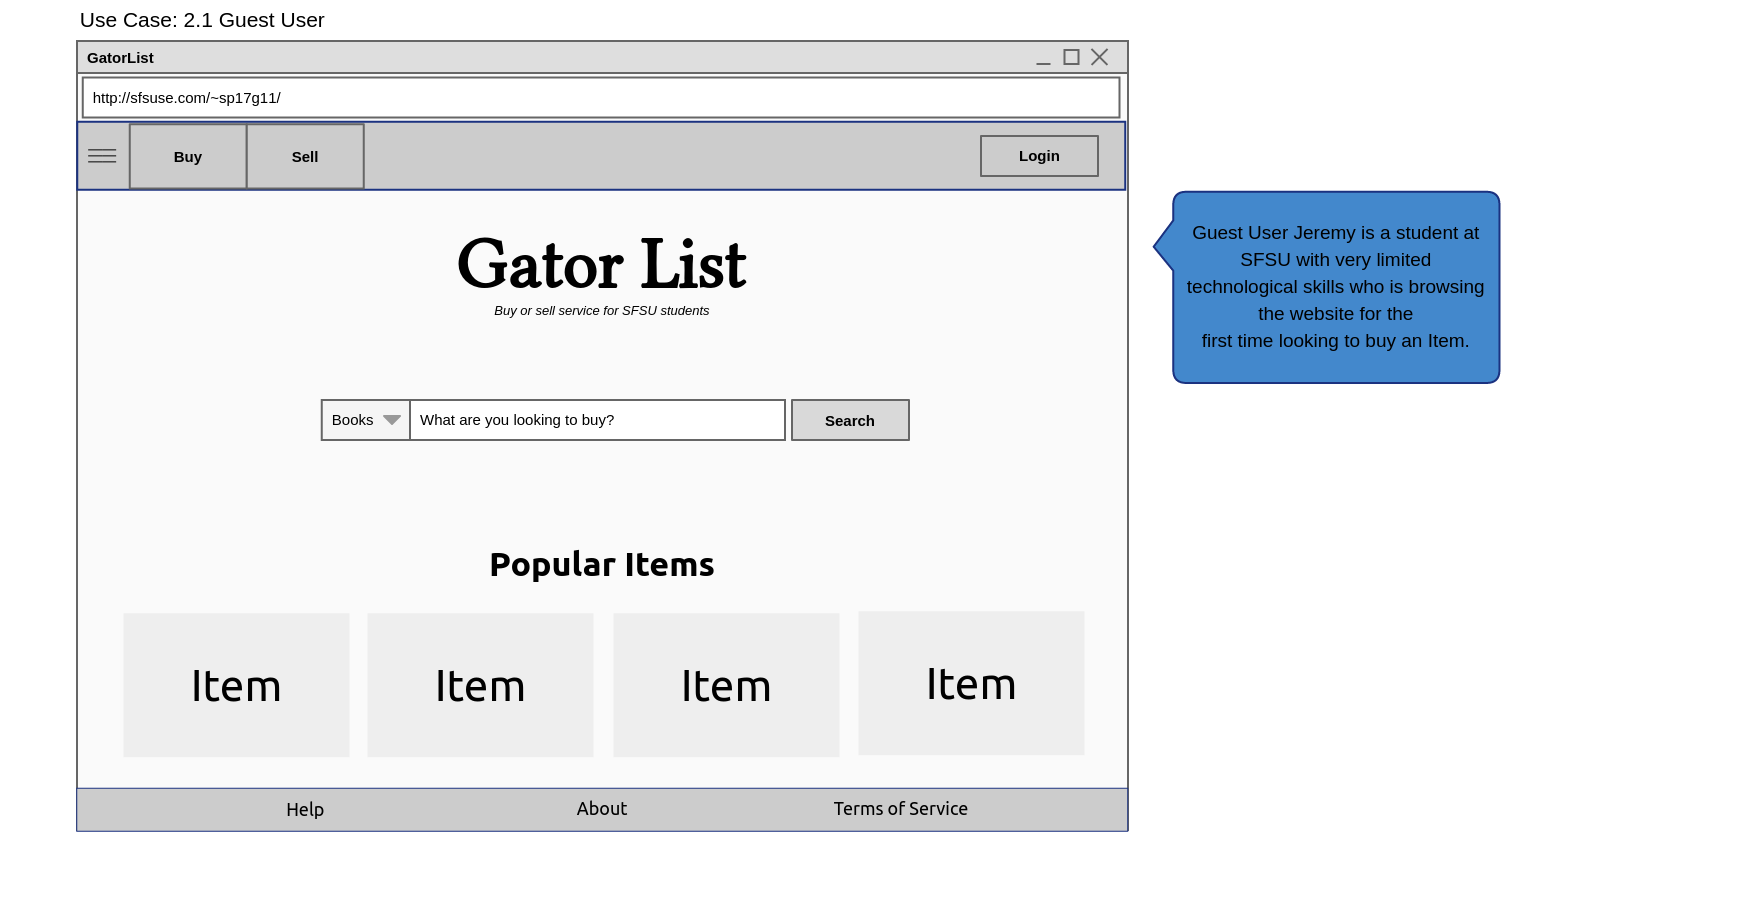 Use Case: 2.1 Guest User
GatorList
http://sfsuse.com/~sp17g11/
Buy Sell Login
Gator List
Buy or sell service for SFSU students
Guest User Jeremy is a student at
SFSU with very limited
technological skills who is browsing
the website for the
first time looking to buy an Item.
Books What are you looking to buy? Search
Popular Items
Item Item Item Item
Help About Terms of Service